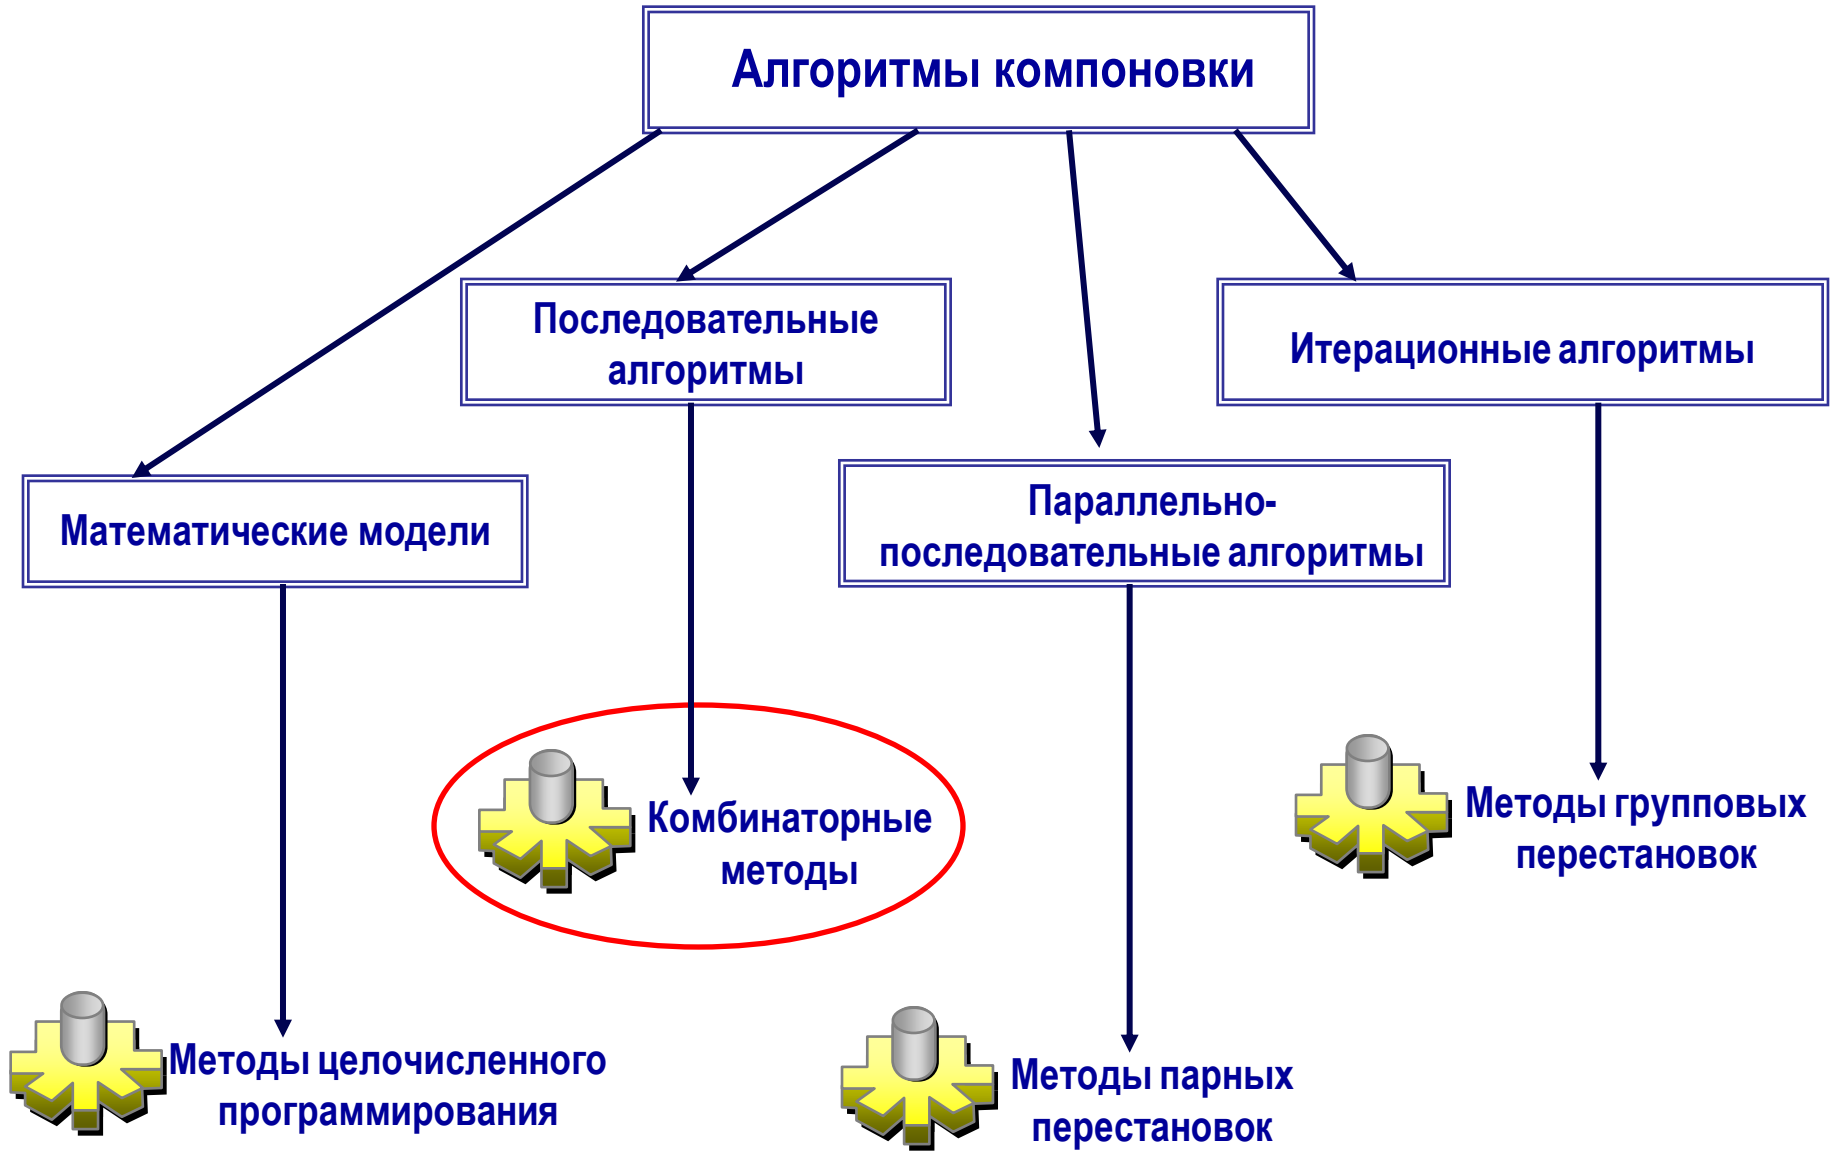 Алгоритмы компоновки
Последовательные
алгоритмы
Итерационные алгоритмы
Математические модели
Параллельно-
последовательные алгоритмы
Комбинаторные
методы
Методы групповых
перестановок
Методы целочисленного
программирования
Методы парных
перестановок